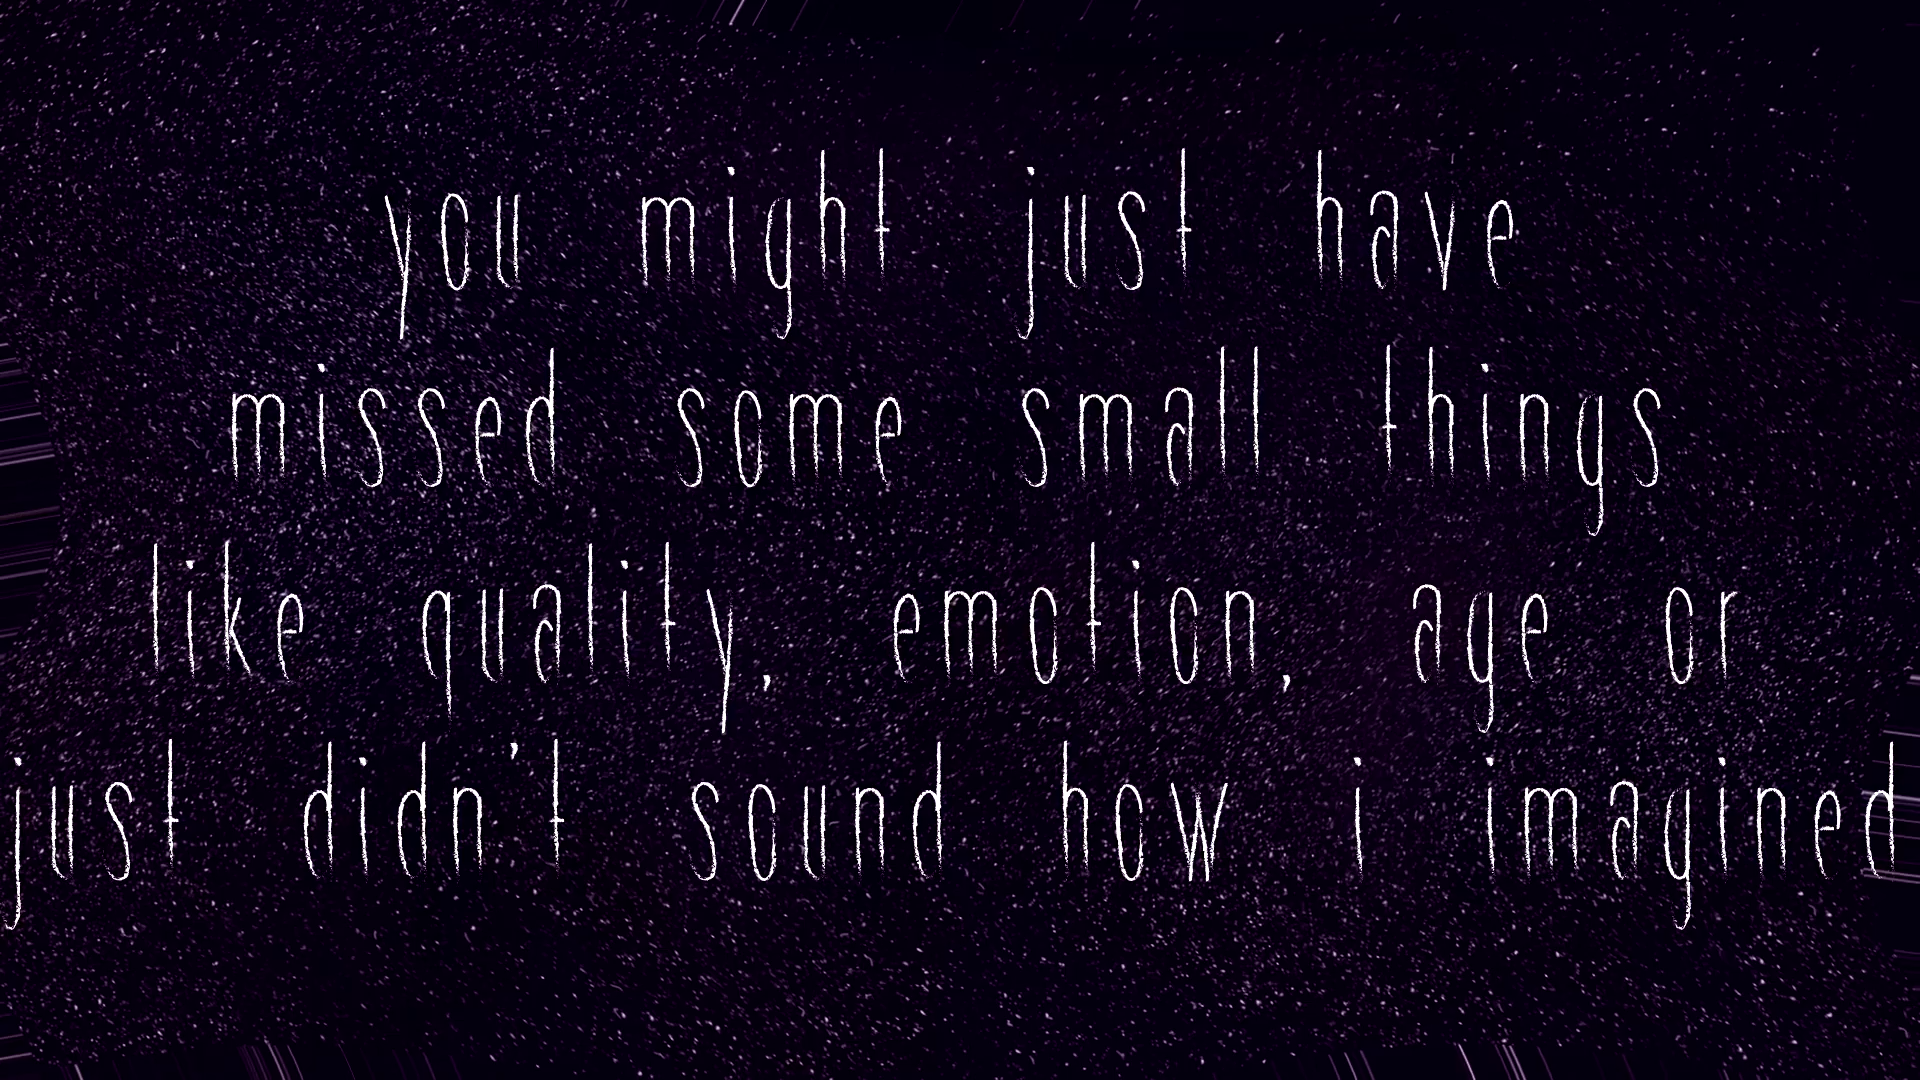 you might just have
missed some small things
like quality, emotion, age or
just didn't sound how i imagined